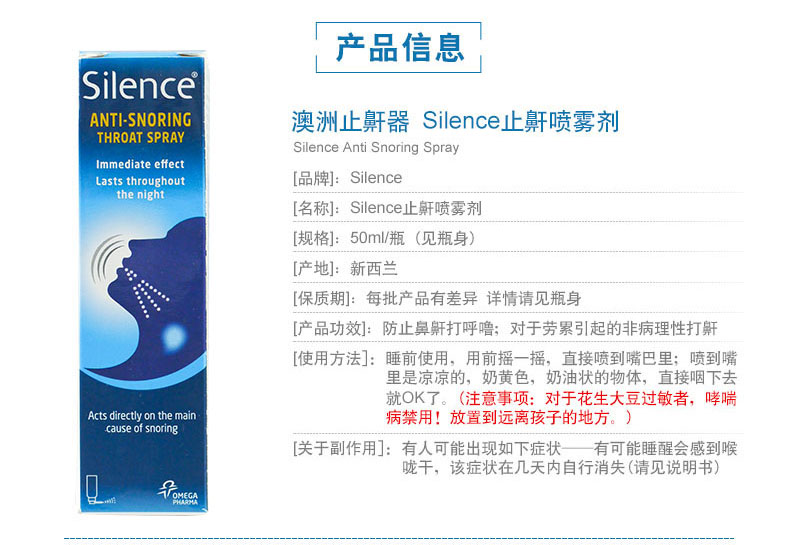 产品信息
Silence®
ANTI-SNORING
THROAT SPRAY
Immediate effect
Lasts throughout
the night
Acts directly on the main
cause of snoring
OMEGA
PHARMA
澳洲止鼾器 Silence止鼾喷雾剂
Silence Anti Snoring Spray
[品牌]：Silence
[名称]：Silence止鼾喷雾剂
[规格]：50ml/瓶（见瓶身）
[产地]：新西兰
[保质期]：每批产品有差异 详情请见瓶身
[产品功效]：防止鼻鼾打呼噜；对于劳累引起的非病理性打鼾
[使用方法]：睡前使用，用前摇一摇，直接喷到嘴巴里；喷到嘴
里是凉凉的，奶黄色，奶油状的物体，直接咽下去
就OK了。（注意事项：对于花生大豆过敏者，哮喘
病禁用！放置到远离孩子的地方。）
[关于副作用]：有人可能出现如下症状——有可能睡醒会感到喉
咙干，该症状在几天内自行消失(请见说明书)